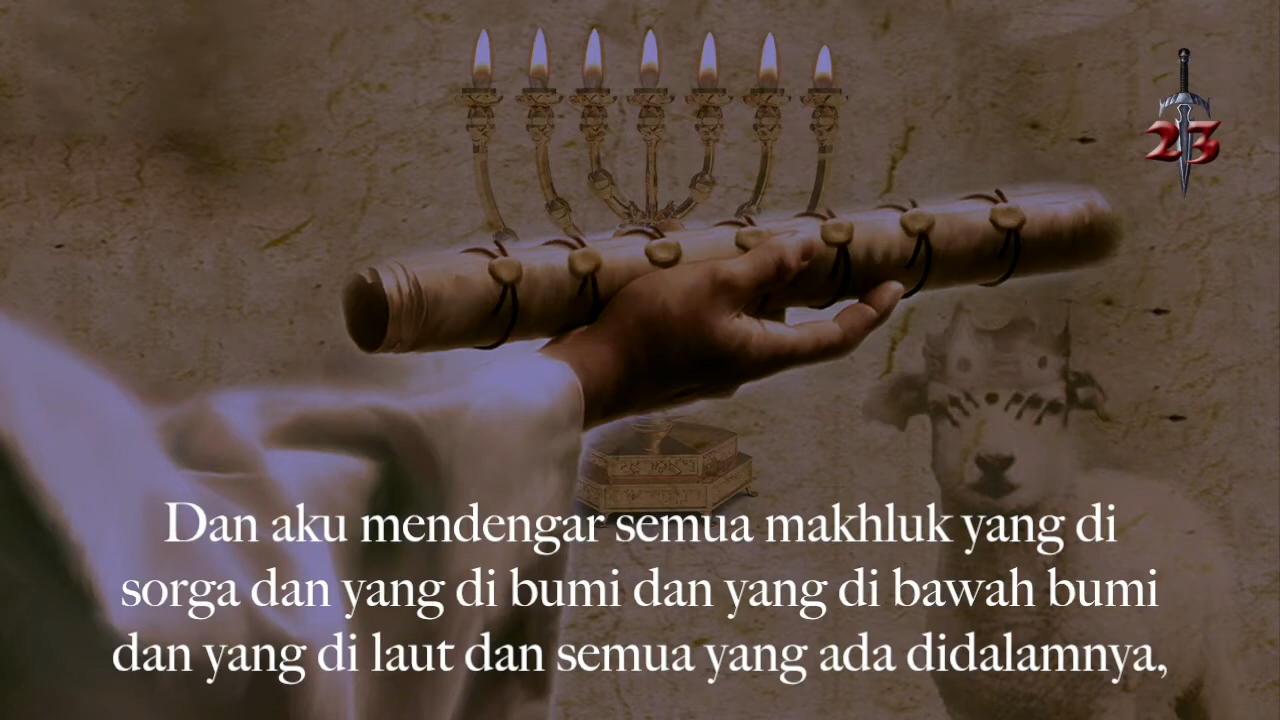 23
Dan aku mendengar semua makhluk yang di
sorga dan yang di bumi dan yang di bawah bumi
dan yang di laut dan semua yang ada didalamnya,